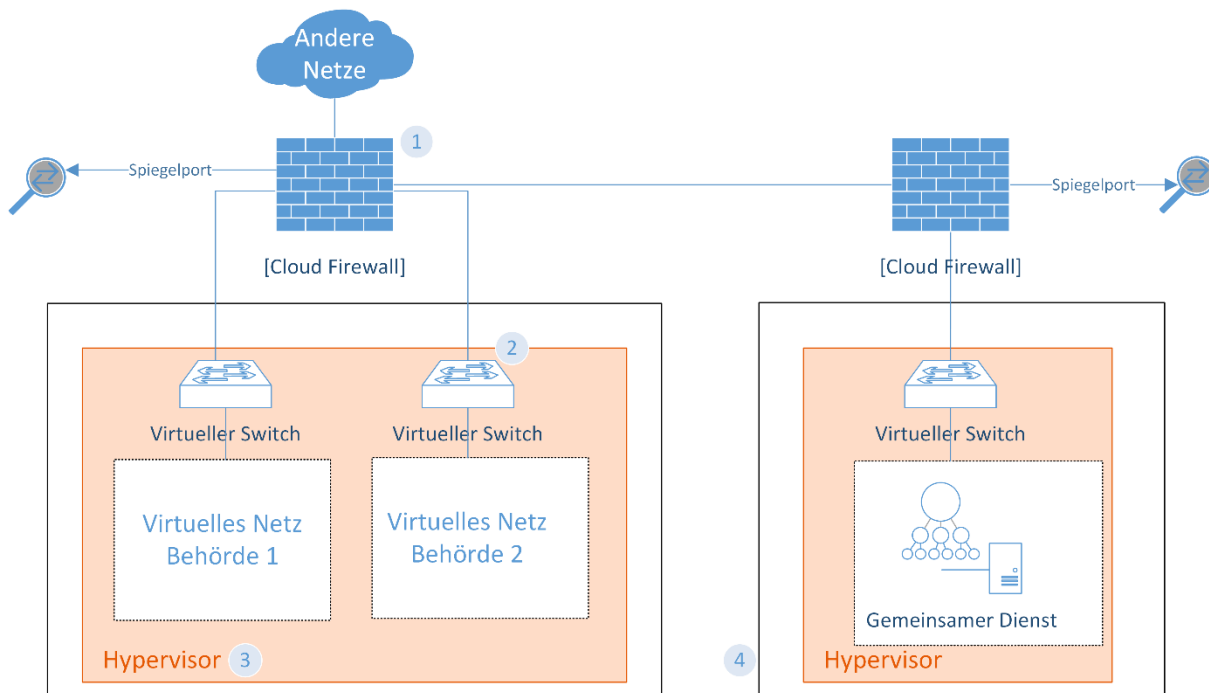 Andere
Netze
1
Spiegelport
Spiegelport
[Cloud Firewall]
[Cloud Firewall]
2
Virtueller Switch
Virtueller Switch
Virtueller Switch
Virtuelles Netz
Behörde 1
Virtuelles Netz
Behörde 2
Gemeinsamer Dienst
Hypervisor
3
4
Hypervisor